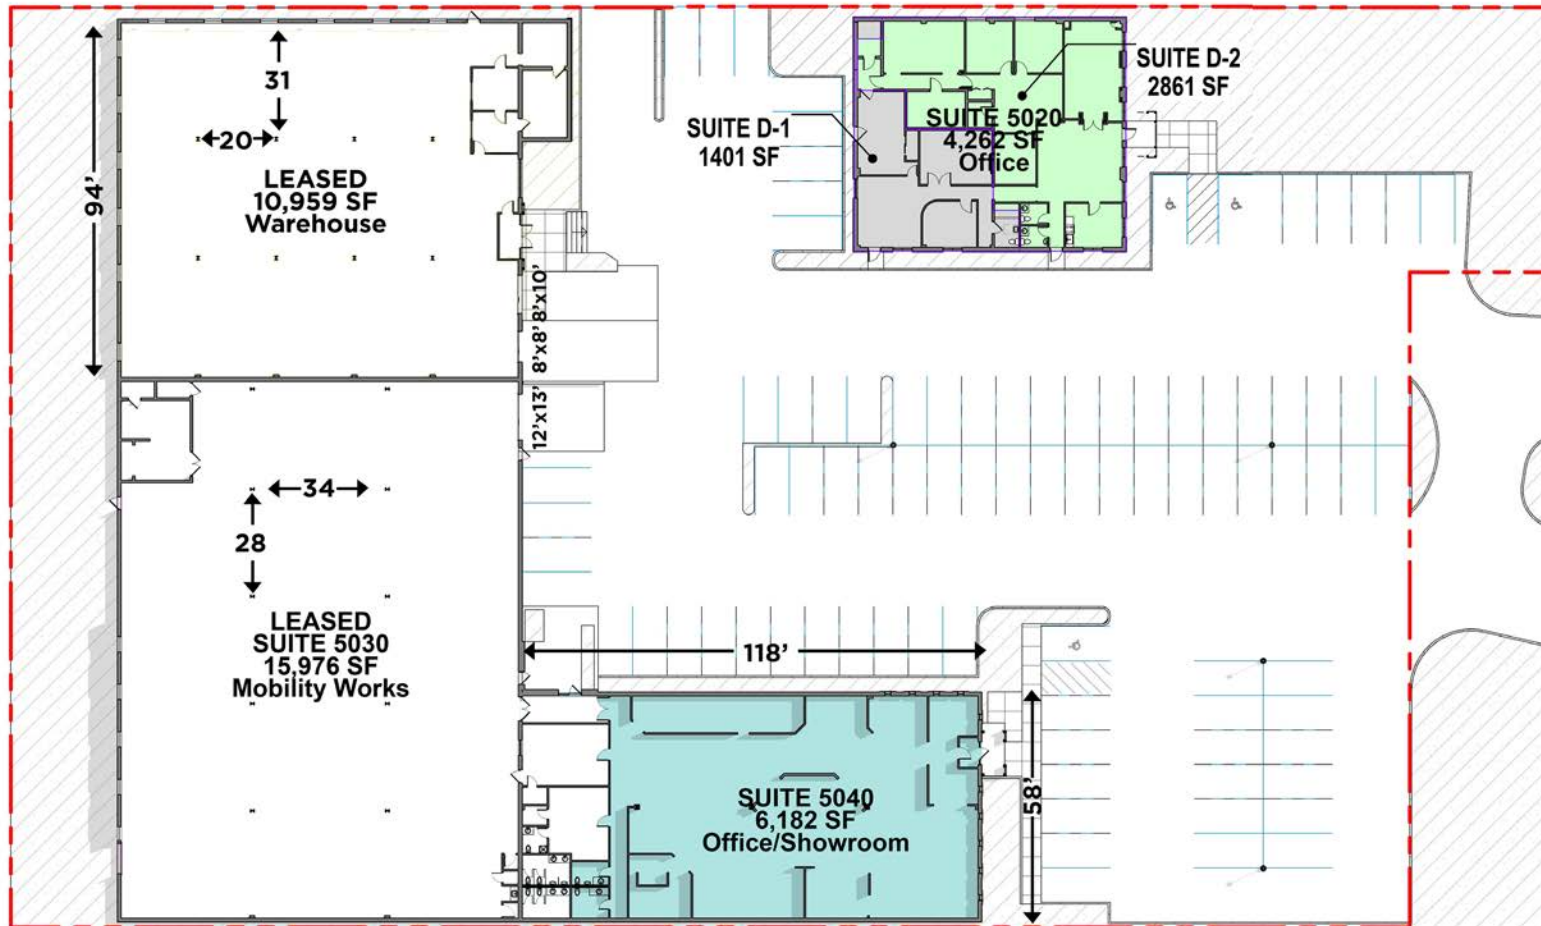 31
20
94'
LEASED
10,959 SF
Warehouse
8'x10'
8'x8'
12'x13'
SUITE D-1
1401 SF
SUITE D-2
2861 SF
SUITE 5020
4,262 SF
Office
34
28
LEASED
SUITE 5030
15,976 SF
Mobility Works
118'
58'
SUITE 5040
6,182 SF
Office/Showroom